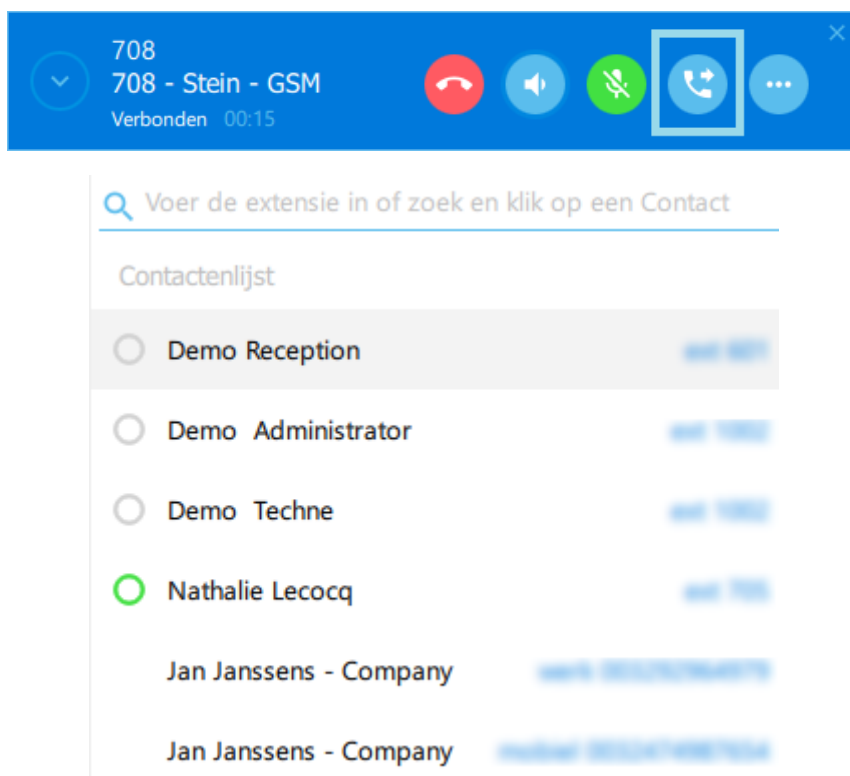 708
708 - Stein - GSM
Verbonden 00:15
Voer de extensie in of zoek en klik op een Contact
Contactenlijst
Demo Reception
Demo Administrator
Demo Techne
Nathalie Lecocq
Jan Janssens - Company
Jan Janssens - Company